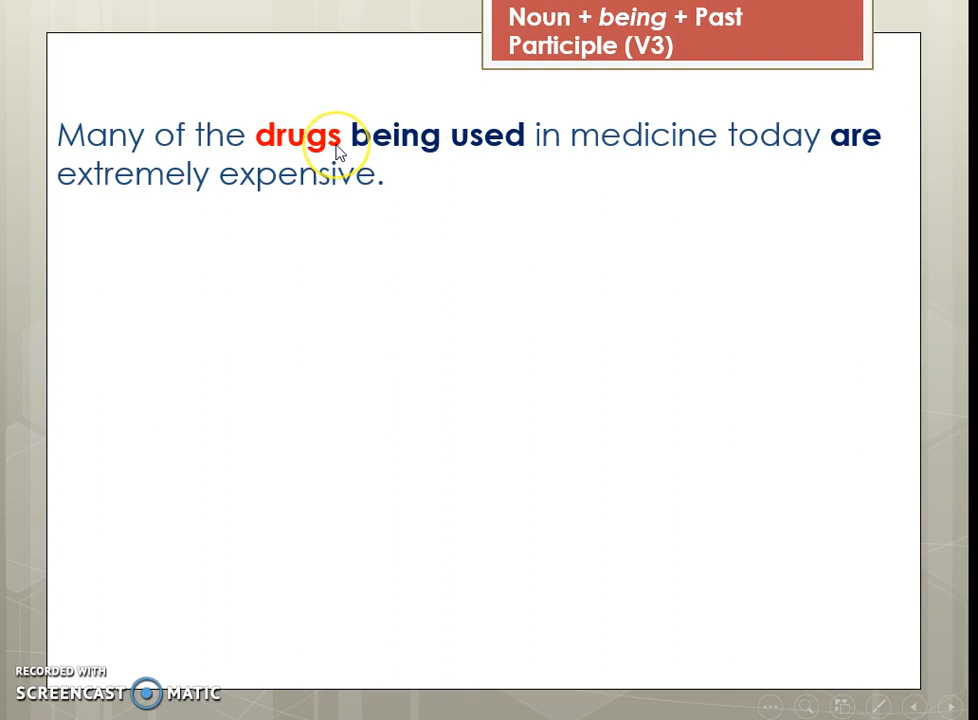 Noun + being + Past
Participle (V3)
Many of the drugs being used in medicine today are
extremely expensive.
RECORDED WITH
SCREENCAST MATIC